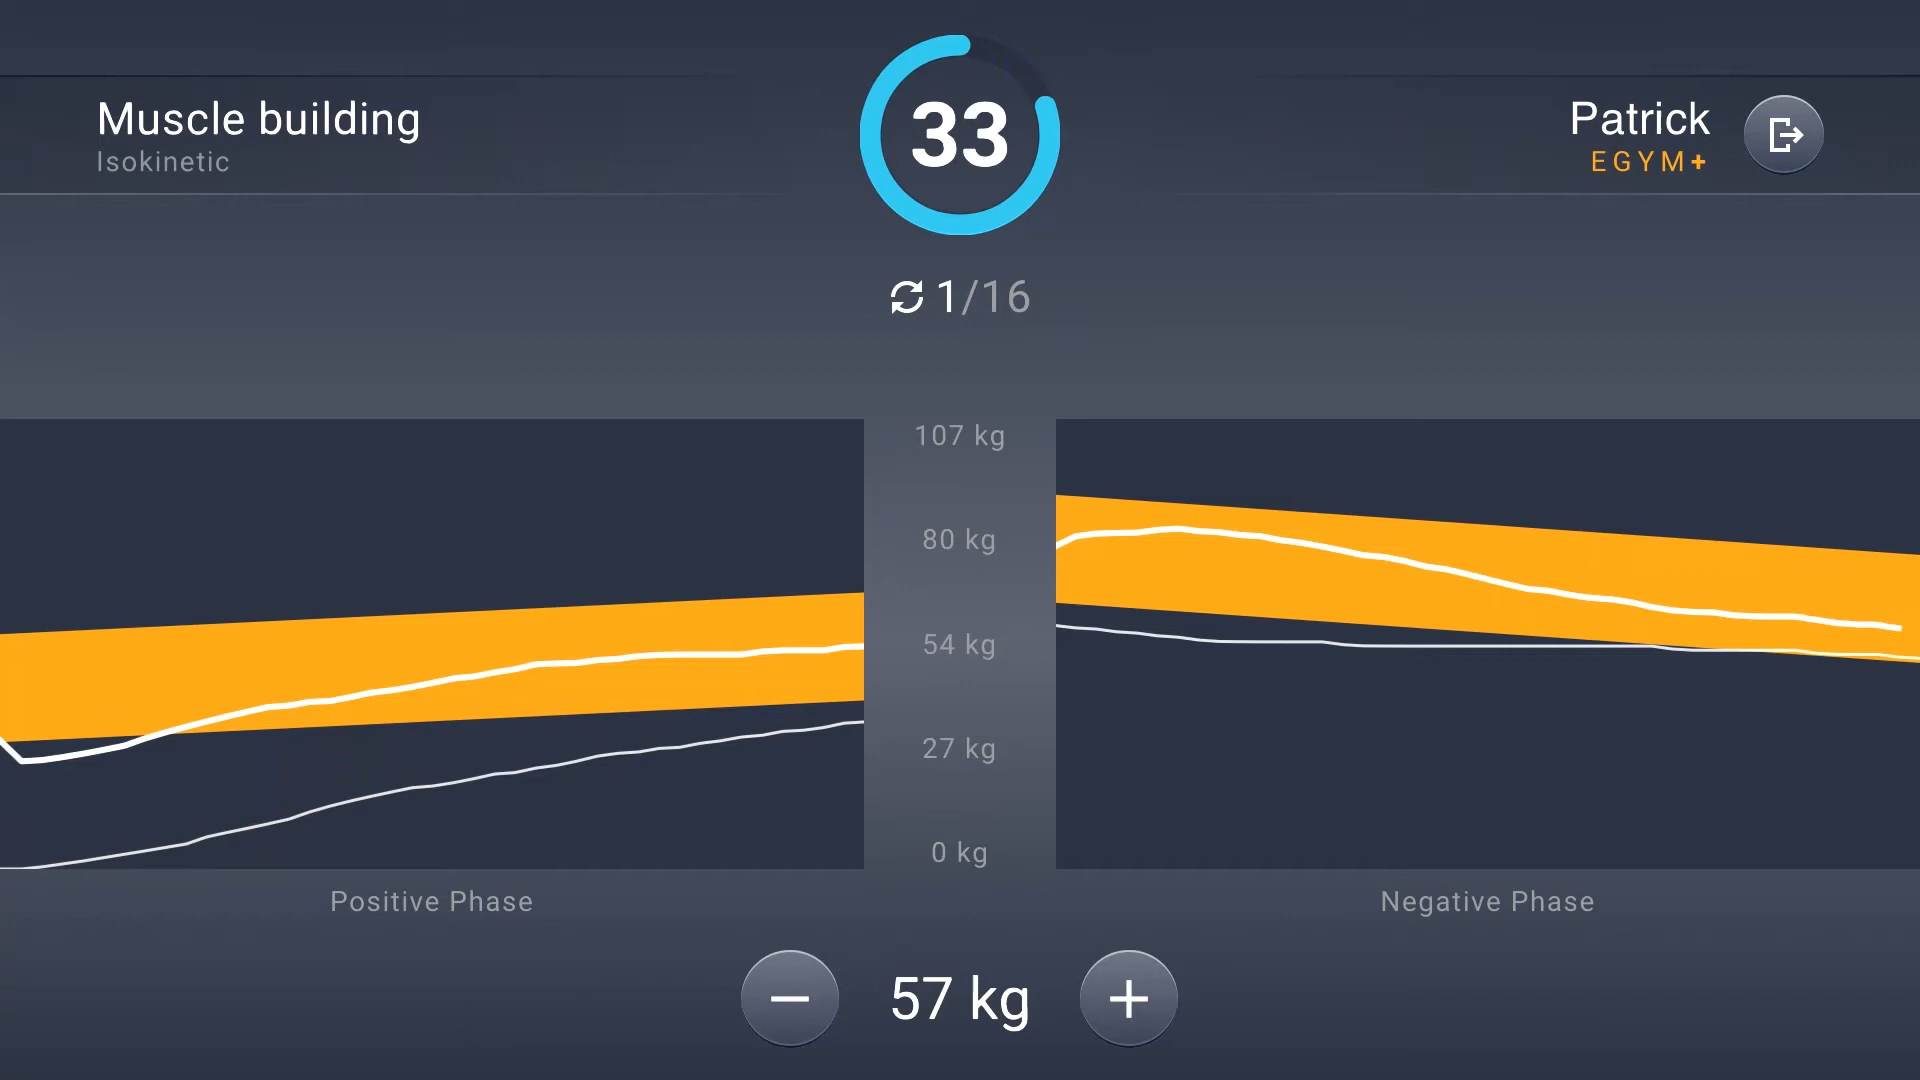 Muscle building
Isokinetic
33
Patrick
EGYM+
1/16
107 kg
80 kg
54 kg
27 kg
0 kg
Positive Phase
Negative Phase
57 kg